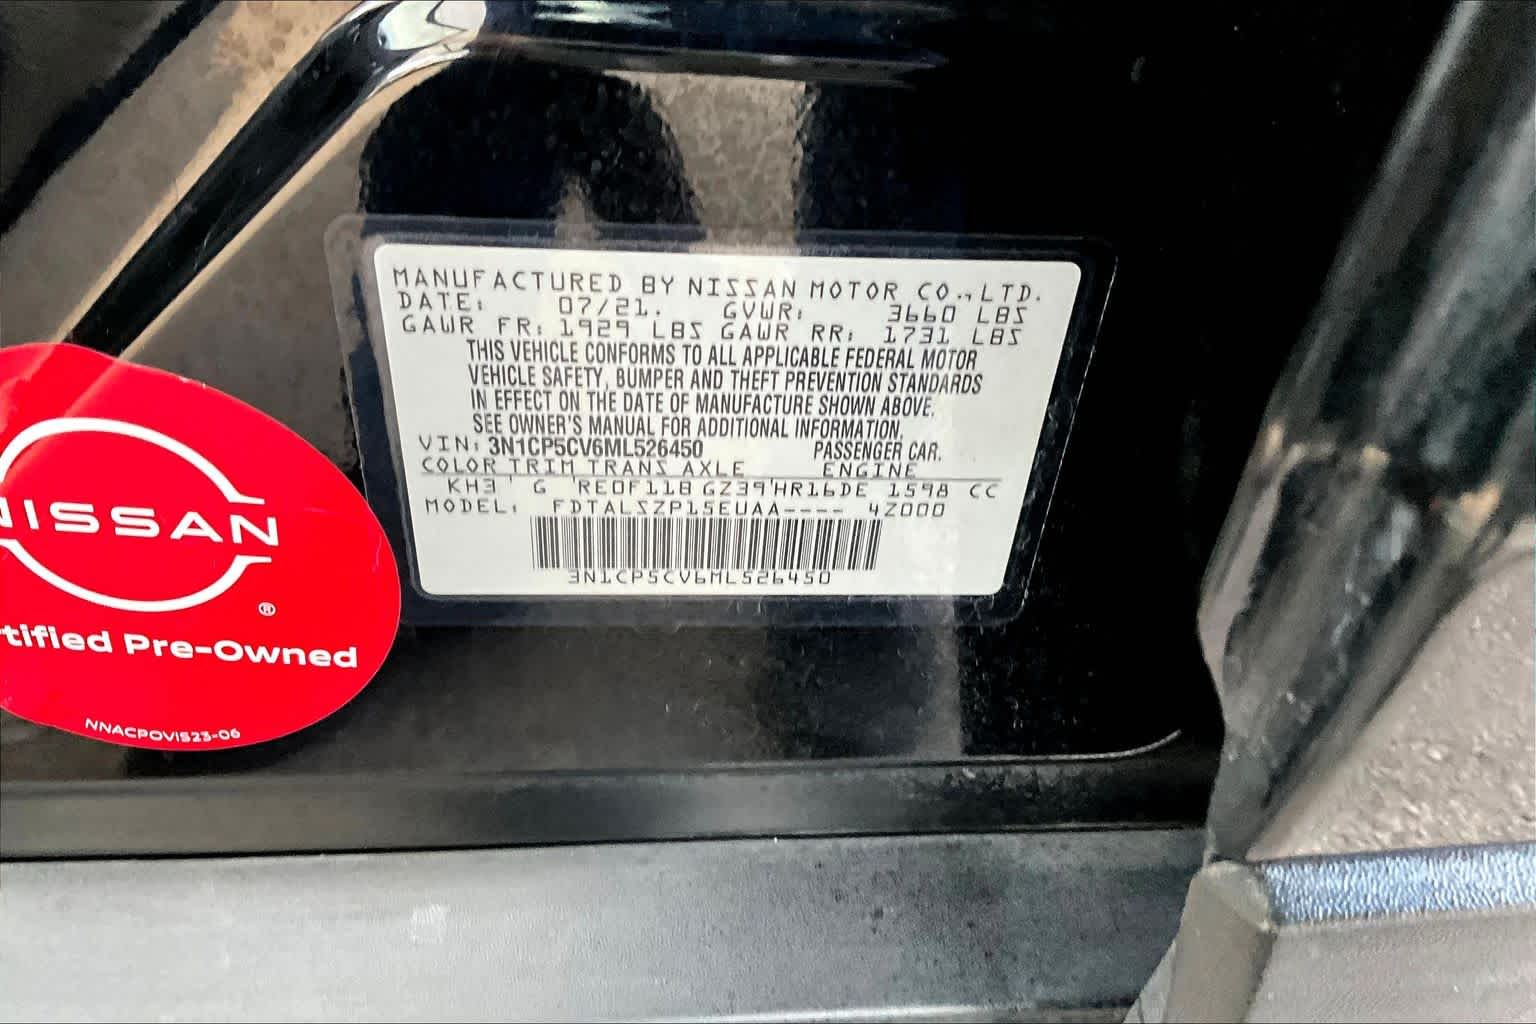 MANUFACTURED BY NISSAN MOTOR CO.,LTD.
DATE: 07/21. GVWR: 3660 LBS
GAWR FR: 1929 LBS GAWR RR: 1731 LBS
THIS VEHICLE CONFORMS TO ALL APPLICABLE FEDERAL MOTOR
VEHICLE SAFETY, BUMPER AND THEFT PREVENTION STANDARDS
IN EFFECT ON THE DATE OF MANUFACTURE SHOWN ABOVE.
SEE OWNER'S MANUAL FOR ADDITIONAL INFORMATION.
VIN: 3N1CP5CV6ML526450 PASSENGER CAR.
COLOR TRIM TRANS AXLE ENGINE
KH3 ' G 'RE0F11B GZ39'HR16DE 1598 CC
MODEL: FDTALSZP15EUAA---- 4Z000
3N1CP5CV6ML526450
NISSAN
®
tified Pre-Owned
NNACPOVIS23-06